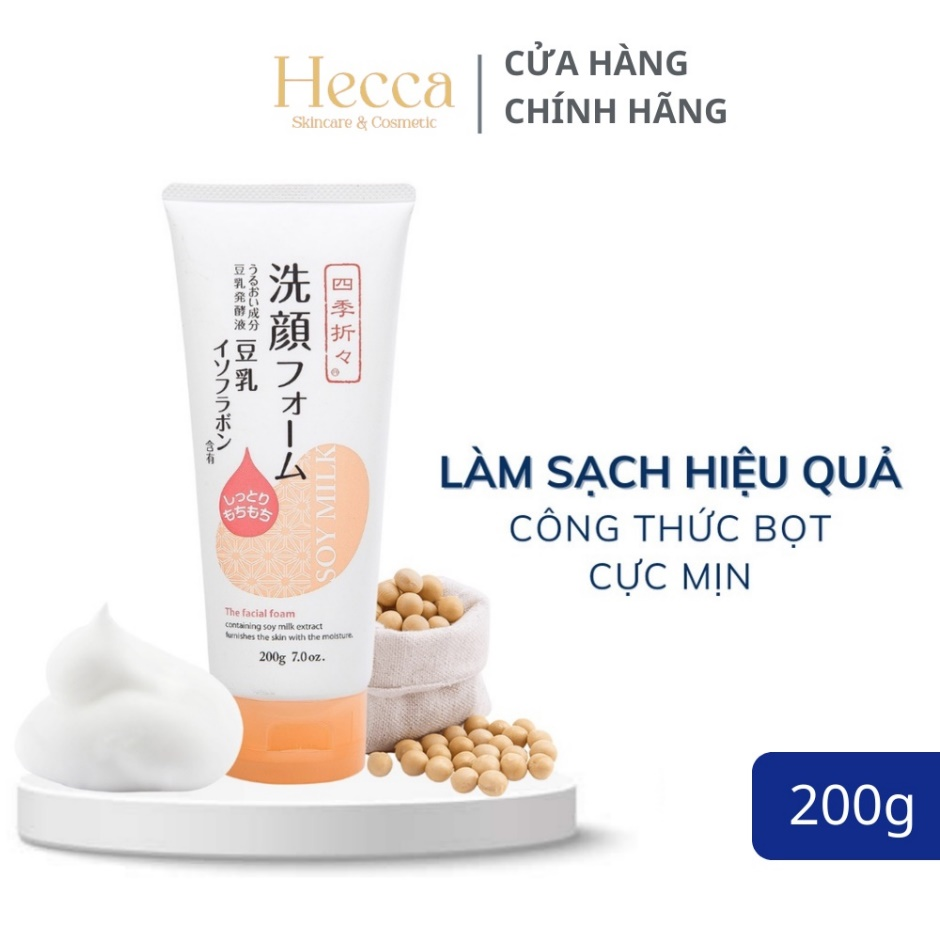 Hecca
Skincare & Cosmetic
CỬA HÀNG
CHÍNH HÃNG
四季折々
洗顔フォーム
うるおい成分
豆乳発酵液
豆乳
イソフラボン
含有
しっとり
もちもち
SOY MILK
The facial foam
containing soy milk extract
furnishes the skin with the moisture.
200g 7.0oz.
LÀM SẠCH HIỆU QUẢ
CÔNG THỨC BỌT
CỰC MỊN
200g